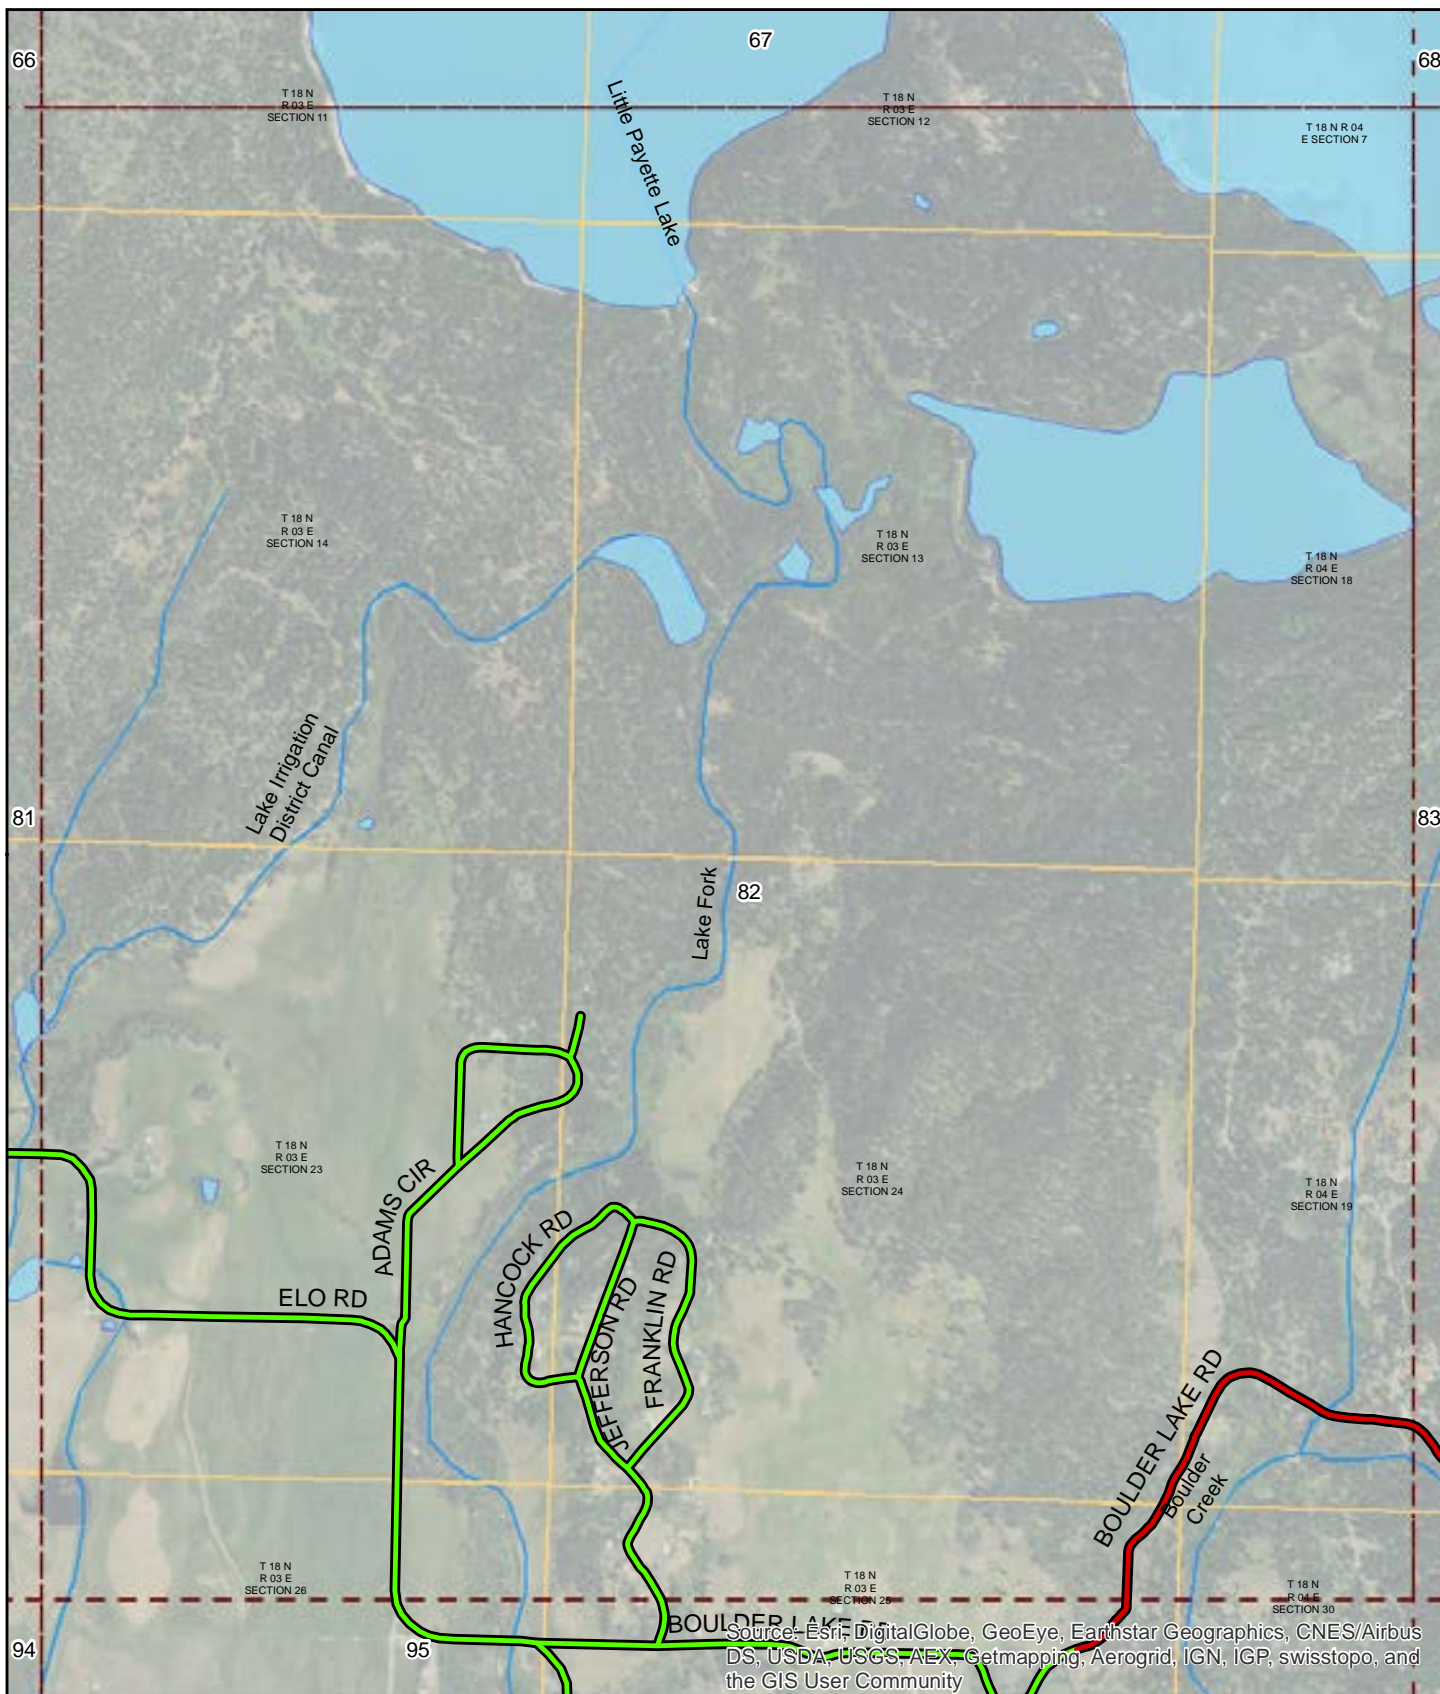 66
67
68
T 18 N
R 03 E
SECTION 11
T 18 N
R 03 E
SECTION 12
T 18 N R 04
E SECTION 7
Little Payette Lake
T 18 N
R 03 E
SECTION 14
T 18 N
R 03 E
SECTION 13
T 18 N
R 04 E
SECTION 18
Lake Irrigation
District Canal
81
83
82
Lake Fork
T 18 N
R 03 E
SECTION 23
T 18 N
R 03 E
SECTION 24
T 18 N
R 04 E
SECTION 19
ADAMS CIR
HANCOCK RD
ELO RD
JEFFERSON RD
FRANKLIN RD
BOULDER LAKE RD
Boulder
Creek
T 18 N
R 03 E
SECTION 26
T 18 N
R 03 E
SECTION 25
T 18 N
R 04 E
SECTION 30
94
95
BOULDER LAKE
Source: Esri, DigitalGlobe, GeoEye, Earthstar Geographics, CNES/Airbus
DS, USDA, USGS, AEX, Getmapping, Aerogrid, IGN, IGP, swisstopo, and
the GIS User Community